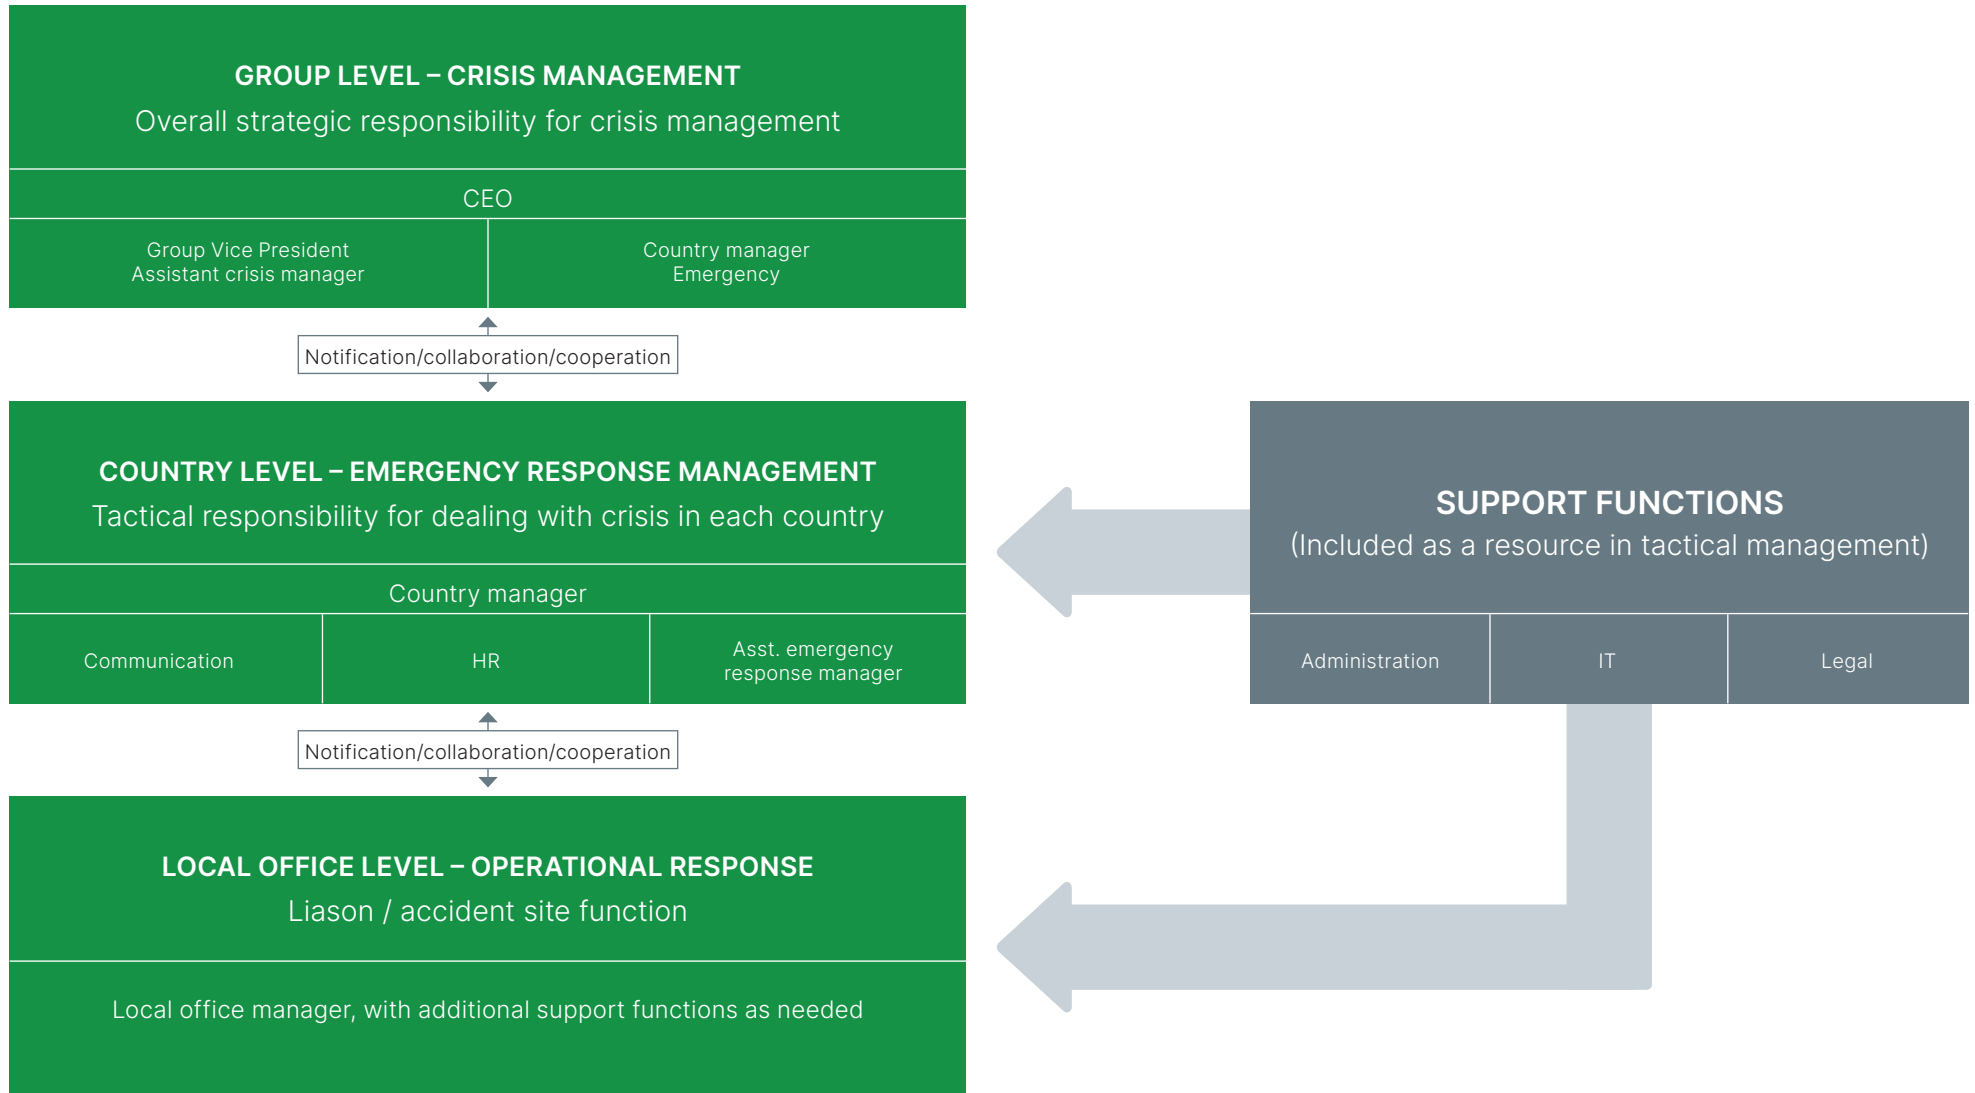 GROUP LEVEL – CRISIS MANAGEMENT
Overall strategic responsibility for crisis management
CEO
Group Vice President
Assistant crisis manager
Country manager
Emergency
Notification/collaboration/cooperation
COUNTRY LEVEL – EMERGENCY RESPONSE MANAGEMENT
Tactical responsibility for dealing with crisis in each country
Country manager
Communication
HR
Asst. emergency
response manager
Notification/collaboration/cooperation
LOCAL OFFICE LEVEL – OPERATIONAL RESPONSE
Liason / accident site function
Local office manager, with additional support functions as needed
SUPPORT FUNCTIONS
(Included as a resource in tactical management)
Administration
IT
Legal